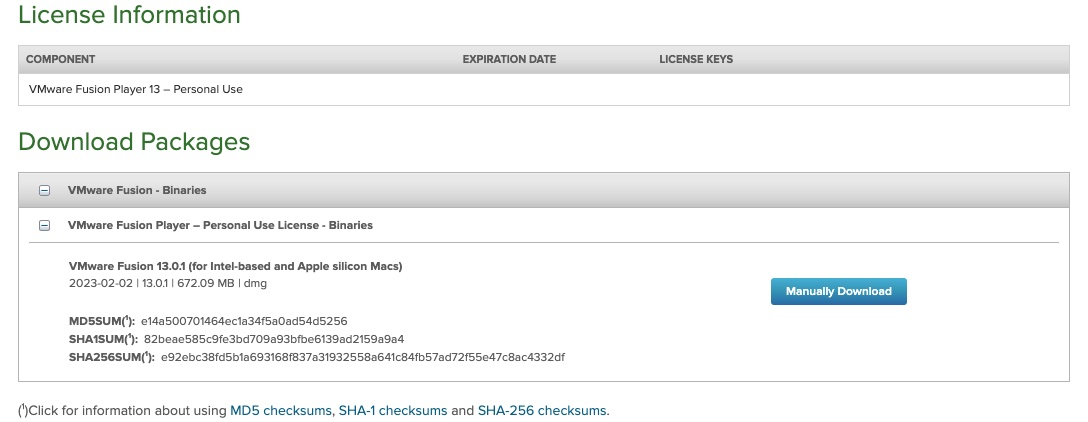 License Information
COMPONENT EXPIRATION DATE LICENSE KEYS
VMware Fusion Player 13 – Personal Use
Download Packages
VMware Fusion - Binaries
VMware Fusion Player – Personal Use License - Binaries
VMware Fusion 13.0.1 (for Intel-based and Apple silicon Macs)
2023-02-02 | 13.0.1 | 672.09 MB | dmg
Manually Download
MD5SUM(¹): e14a500701464ec1a34f5a0ad54d5256
SHA1SUM(¹): 82beae585c9fe3bd709a93bfbe6139ad2159a9a4
SHA256SUM(¹): e92ebc38fd5b1a693168f837a31932558a641c84fb57ad72f55e47c8ac4332df
(¹)Click for information about using MD5 checksums, SHA-1 checksums and SHA-256 checksums.